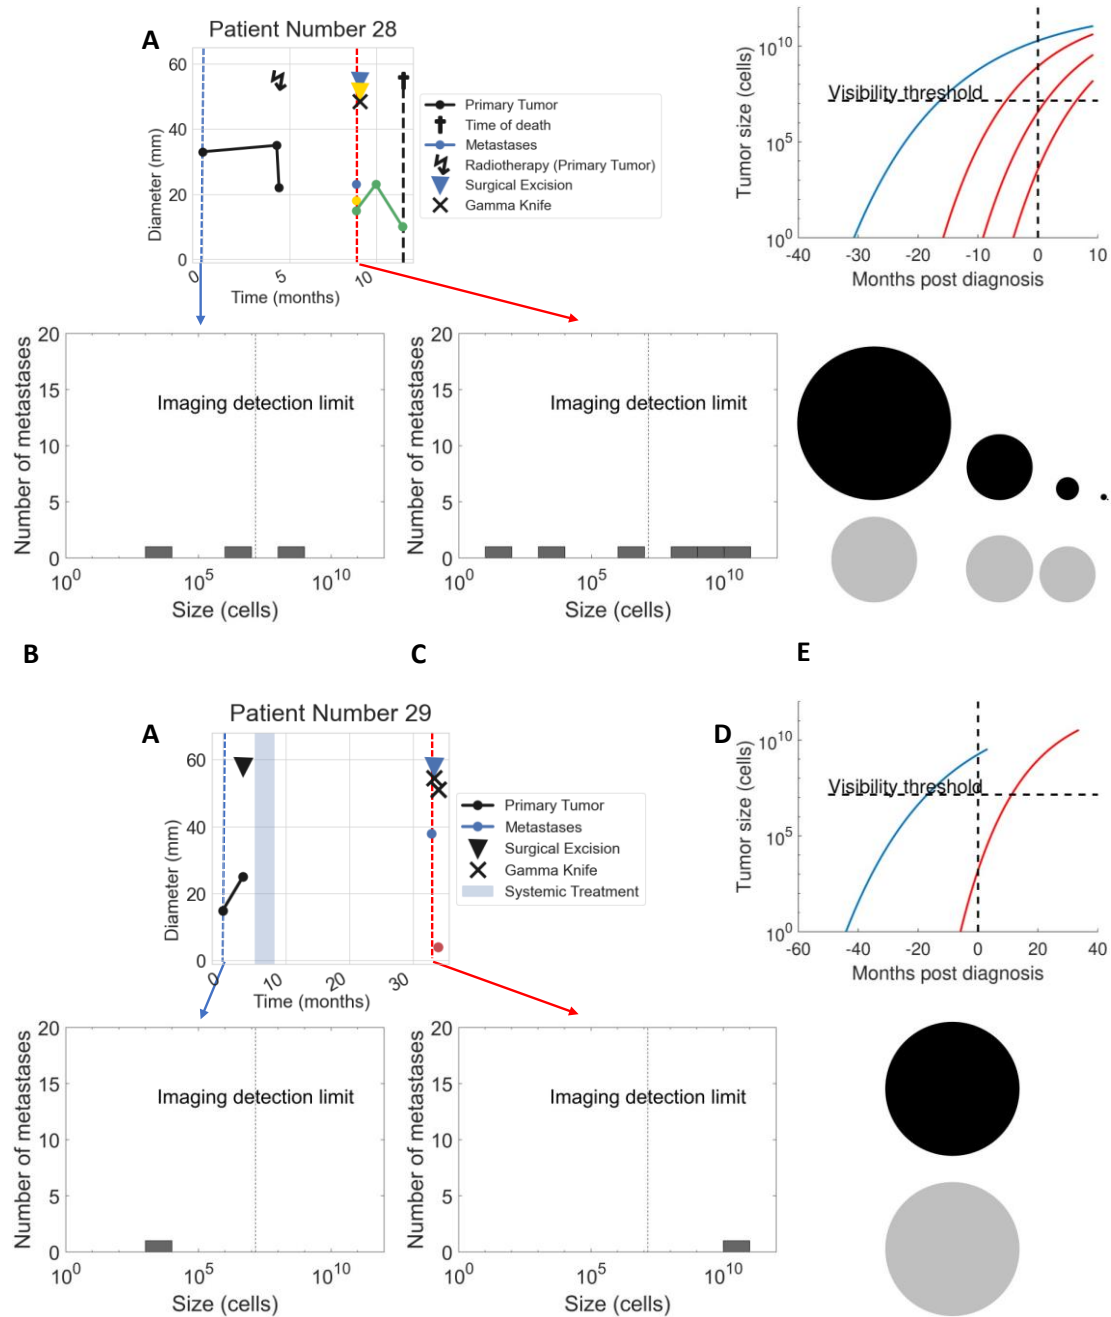 A
Patient Number 28
60
40
20
0
Diameter (mm)
0
5
10
Time (months)
Primary Tumor
Time of death
Metastases
Radiotherapy (Primary Tumor)
Surgical Excision
Gamma Knife
10^10
10^5
10^0
Tumor size (cells)
Visibility threshold
-40 -30 -20 -10 0 10
Months post diagnosis
20
15
10
5
0
Number of metastases
Imaging detection limit
10^0 10^5 10^10
Size (cells)
20
15
10
5
0
Number of metastases
Imaging detection limit
10^0 10^5 10^10
Size (cells)
B
C
E
A
Patient Number 29
60
40
20
0
Diameter (mm)
0
10
20
30
Time (months)
Primary Tumor
Metastases
Surgical Excision
Gamma Knife
Systemic Treatment
D
10^10
10^5
10^0
Tumor size (cells)
Visibility threshold
-60 -40 -20 0 20 40
Months post diagnosis
20
15
10
5
0
Number of metastases
Imaging detection limit
10^0 10^5 10^10
Size (cells)
20
15
10
5
0
Number of metastases
Imaging detection limit
10^0 10^5 10^10
Size (cells)